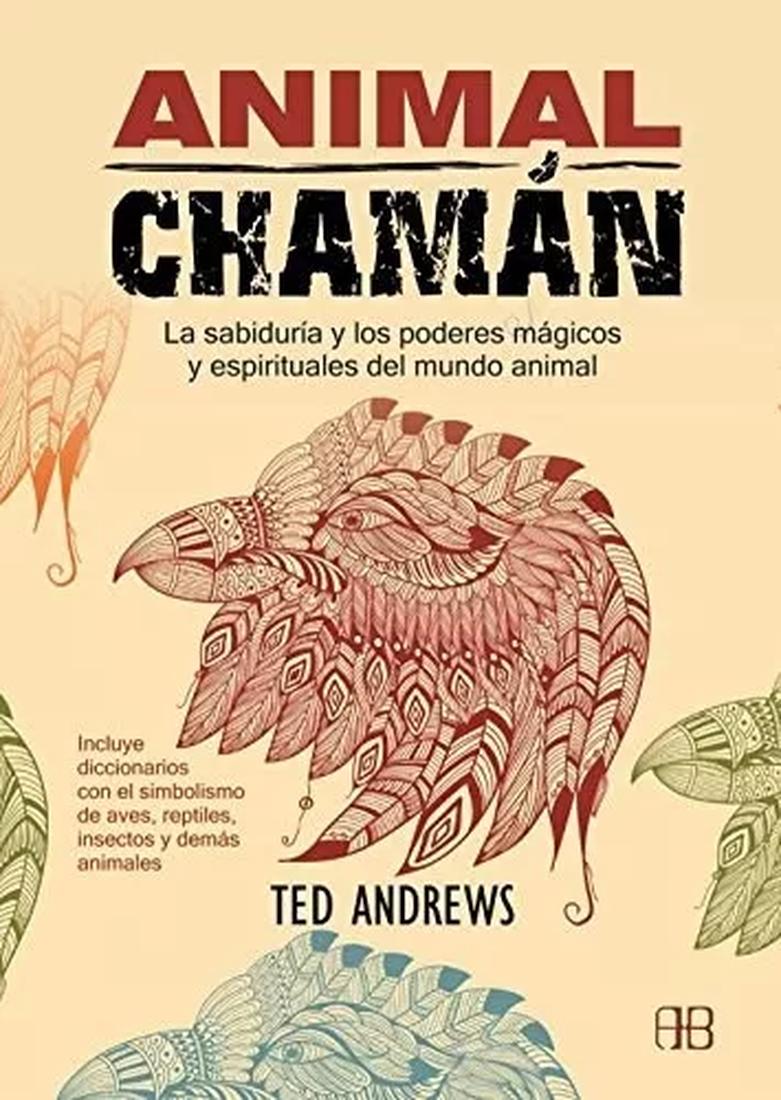 ANIMAL
CHAMÁN
La sabiduría y los poderes mágicos
y espirituales del mundo animal
Incluye
diccionarios
con el simbolismo
de aves, reptiles,
insectos y demás
animales
TED ANDREWS
AB